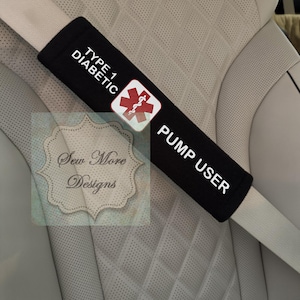 TYPE 1
DIABETIC
PUMP USER
Sew More
Designs